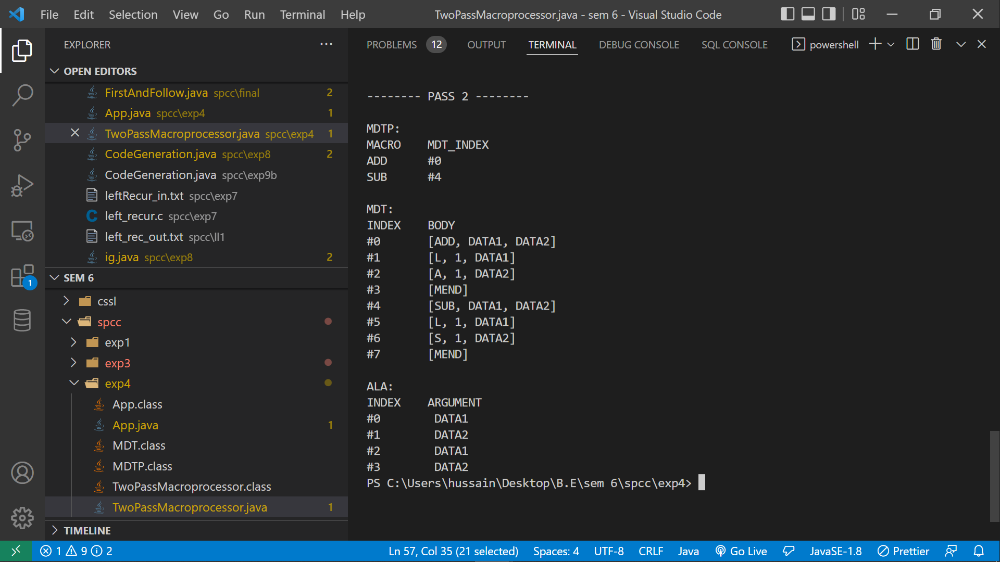 File Edit Selection View Go Run Terminal Help TwoPassMacroprocessor.java - sem 6 - Visual Studio Code
EXPLORER
OPEN EDITORS
FirstAndFollow.java spcc\final 2
App.java spcc\exp4 1
TwoPassMacroprocessor.java spcc\exp4 1
CodeGeneration.java spcc\exp8 2
CodeGeneration.java spcc\exp9b
leftRecur_in.txt spcc\exp7
C left_recur.c spcc\exp7
left_rec_out.txt spcc\ll1
ig.java spcc\exp8 2
1
SEM 6
cssl
spcc
exp1
exp3
exp4
App.class
App.java 1
MDT.class
MDTP.class
TwoPassMacroprocessor.class
TwoPassMacroprocessor.java 1
TIMELINE
PROBLEMS 12 OUTPUT TERMINAL DEBUG CONSOLE SQL CONSOLE powershell
-------- PASS 2 --------
MDTP:
MACRO MDT_INDEX
ADD #0
SUB #4
MDT:
INDEX BODY
#0 [ADD, DATA1, DATA2]
#1 [L, 1, DATA1]
#2 [A, 1, DATA2]
#3 [MEND]
#4 [SUB, DATA1, DATA2]
#5 [L, 1, DATA1]
#6 [S, 1, DATA2]
#7 [MEND]
ALA:
INDEX ARGUMENT
#0 DATA1
#1 DATA2
#2 DATA1
#3 DATA2
PS C:\Users\hussain\Desktop\B.E\sem 6\spcc\exp4>
1 9 2 Ln 57, Col 35 (21 selected) Spaces: 4 UTF-8 CRLF Java Go Live JavaSE-1.8 Prettier